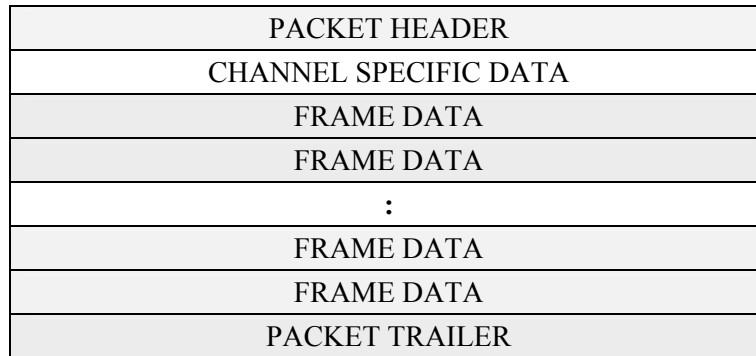 PACKET HEADER
CHANNEL SPECIFIC DATA
FRAME DATA
FRAME DATA
:
FRAME DATA
FRAME DATA
PACKET TRAILER